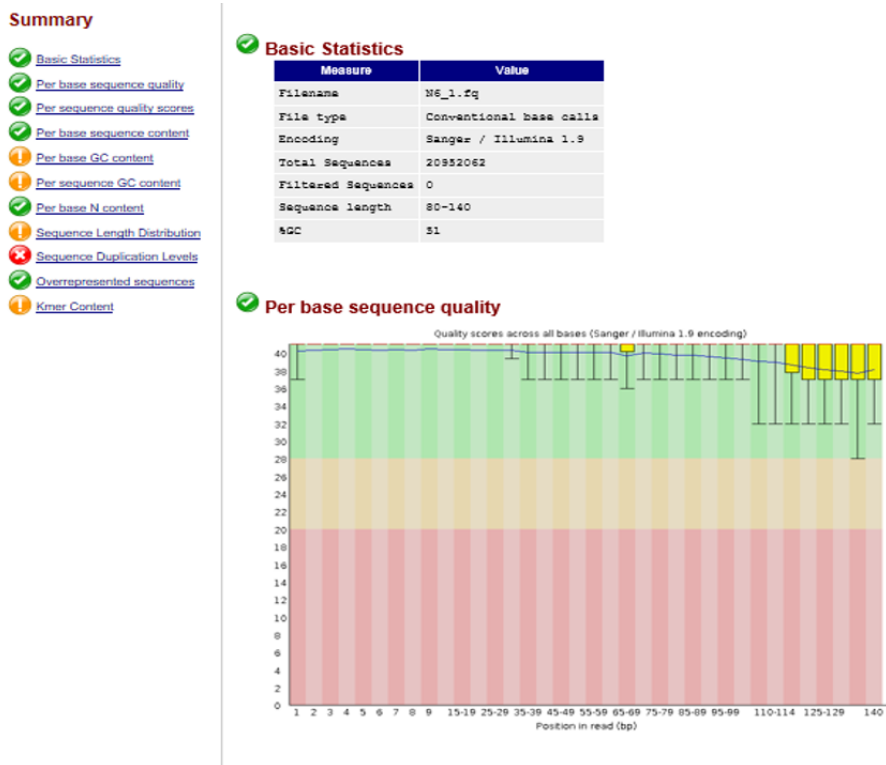 Summary
Basic Statistics
Per base sequence quality
Per sequence quality scores
Per base sequence content
Per base GC content
Per sequence GC content
Per base N content
Sequence Length Distribution
Sequence Duplication Levels
Overrepresented sequences
Kmer Content
Basic Statistics
Measure Value
Filename N6_1.fq
File type Conventional base calls
Encoding Sanger / Illumina 1.9
Total Sequences 20952062
Filtered Sequences 0
Sequence length 80-140
%GC 51
Per base sequence quality
Quality scores across all bases (Sanger / Illumina 1.9 encoding)
40
38
36
34
32
30
28
26
24
22
20
18
16
14
12
10
8
6
4
2
0
1 2 3 4 5 6 7 8 9 15-19 25-29 35-39 45-49 55-59 65-69 75-79 85-89 95-99 110-114 125-129 140
Position in read (bp)